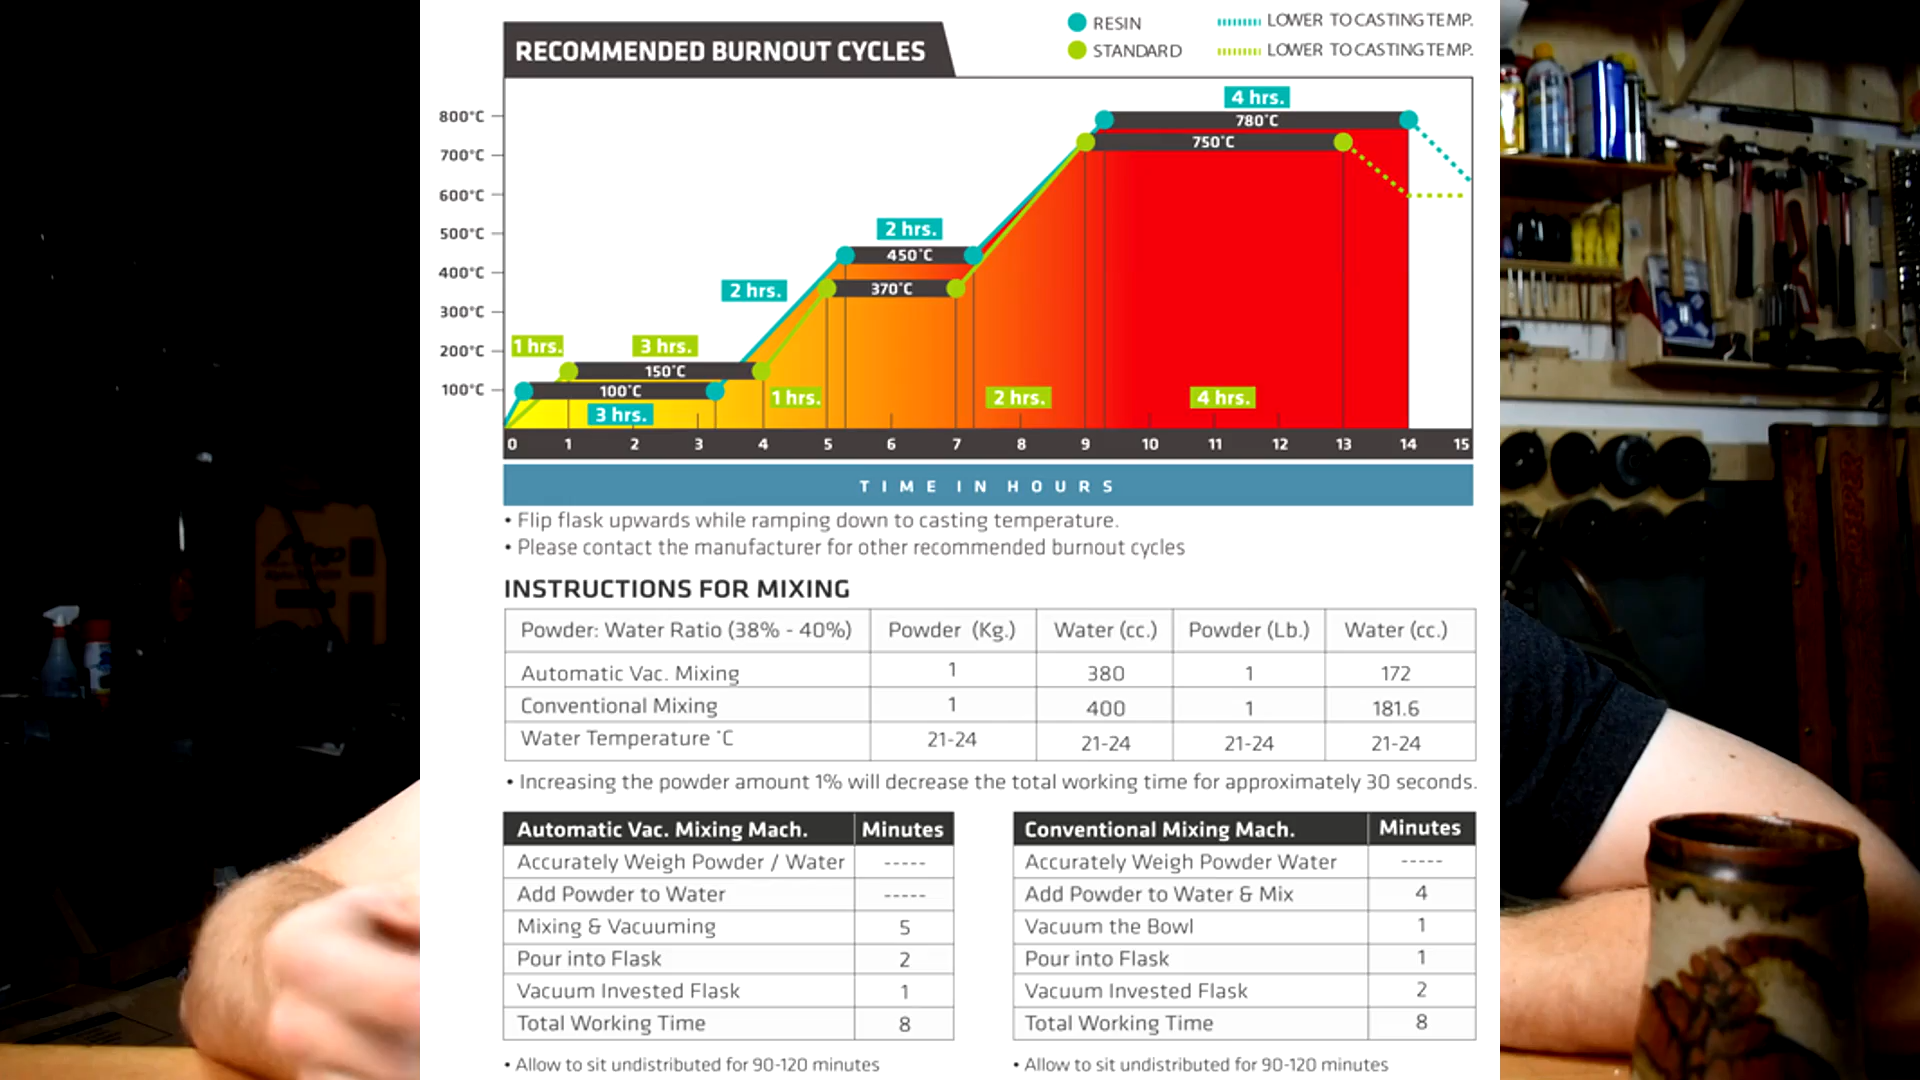 RECOMMENDED BURNOUT CYCLES
RESIN
STANDARD
LOWER TO CASTING TEMP.
LOWER TO CASTING TEMP.
800°C
700°C
600°C
500°C
400°C
300°C
200°C
100°C
4 hrs.
780°C
750°C
2 hrs.
450°C
370°C
2 hrs.
1 hrs.
3 hrs.
150°C
100°C
3 hrs.
1 hrs.
2 hrs.
4 hrs.
0 1 2 3 4 5 6 7 8 9 10 11 12 13 14 15
TIME IN HOURS
• Flip flask upwards while ramping down to casting temperature.
• Please contact the manufacturer for other recommended burnout cycles
INSTRUCTIONS FOR MIXING
Powder: Water Ratio (38% - 40%) Powder (Kg.) Water (cc.) Powder (Lb.) Water (cc.)
Automatic Vac. Mixing 1 380 1 172
Conventional Mixing 1 400 1 181.6
Water Temperature °C 21-24 21-24 21-24 21-24
• Increasing the powder amount 1% will decrease the total working time for approximately 30 seconds.
Automatic Vac. Mixing Mach. Minutes
Accurately Weigh Powder / Water -----
Add Powder to Water -----
Mixing & Vacuuming 5
Pour into Flask 2
Vacuum Invested Flask 1
Total Working Time 8
• Allow to sit undistributed for 90-120 minutes
Conventional Mixing Mach. Minutes
Accurately Weigh Powder Water -----
Add Powder to Water & Mix 4
Vacuum the Bowl 1
Pour into Flask 1
Vacuum Invested Flask 2
Total Working Time 8
• Allow to sit undistributed for 90-120 minutes